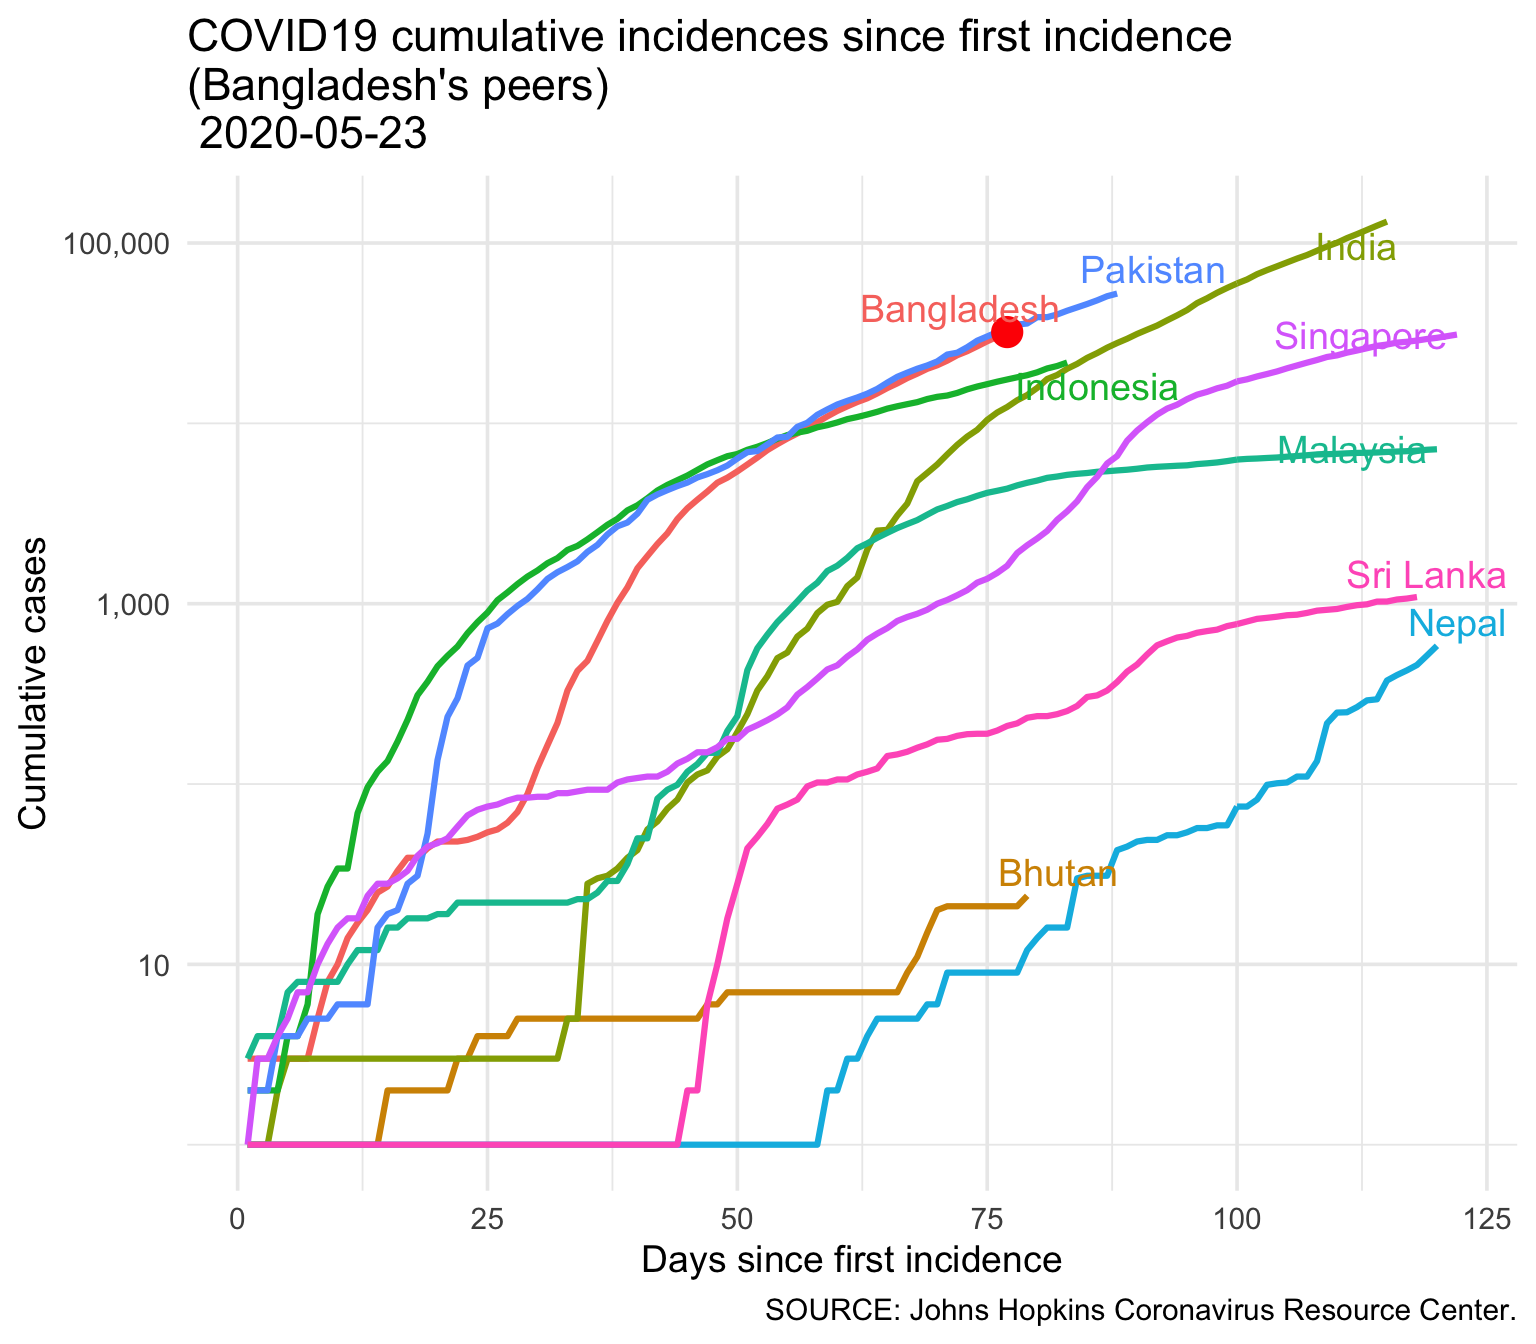 COVID19 cumulative incidences since first incidence
(Bangladesh's peers)
2020-05-23
100,000
1,000
10
Cumulative cases
India
Pakistan
Bangladesh
Singapore
Indonesia
Malaysia
Sri Lanka
Nepal
Bhutan
0 25 50 75 100 125
Days since first incidence
SOURCE: Johns Hopkins Coronavirus Resource Center.